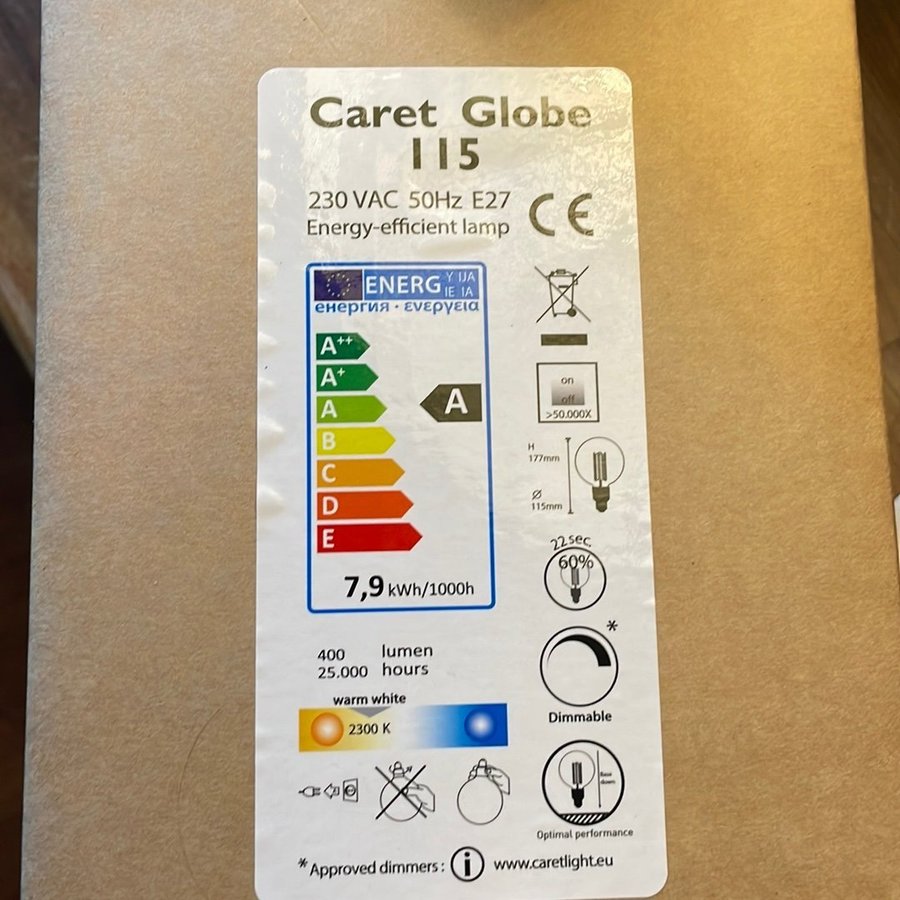 Caret Globe
115
230 VAC 50Hz E27
Energy-efficient lamp
CE
ENERG
Y IJA
IE IA
енергия · ενεργεια
A++
A+
A
B
C
D
E
A
7,9 kWh/1000h
400 lumen
25.000 hours
warm white
2300 K
on
off
>50.000X
H
177mm
Ø
115mm
22sec.
60%
*
Dimmable
Base
down
Optimal performance
*Approved dimmers : i www.caretlight.eu